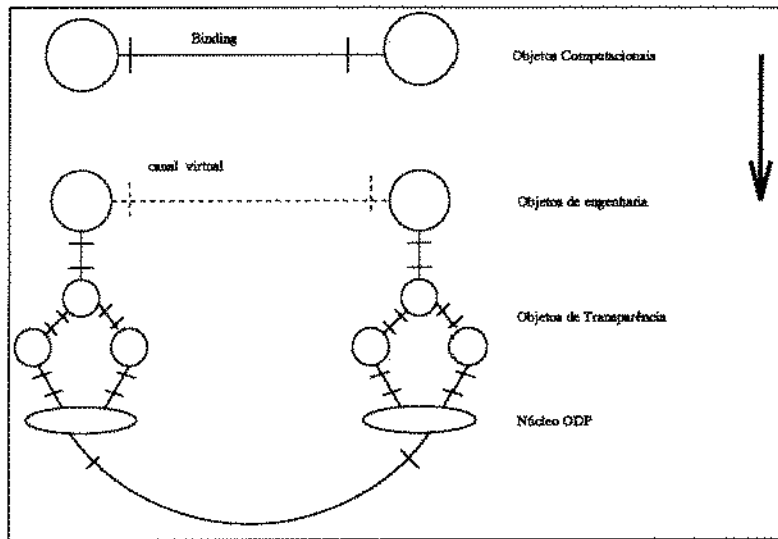 Binding
Objetos Computacionais
canal virtual
Objetos de engenharia
Objetos de Transparência
Núcleo ODP